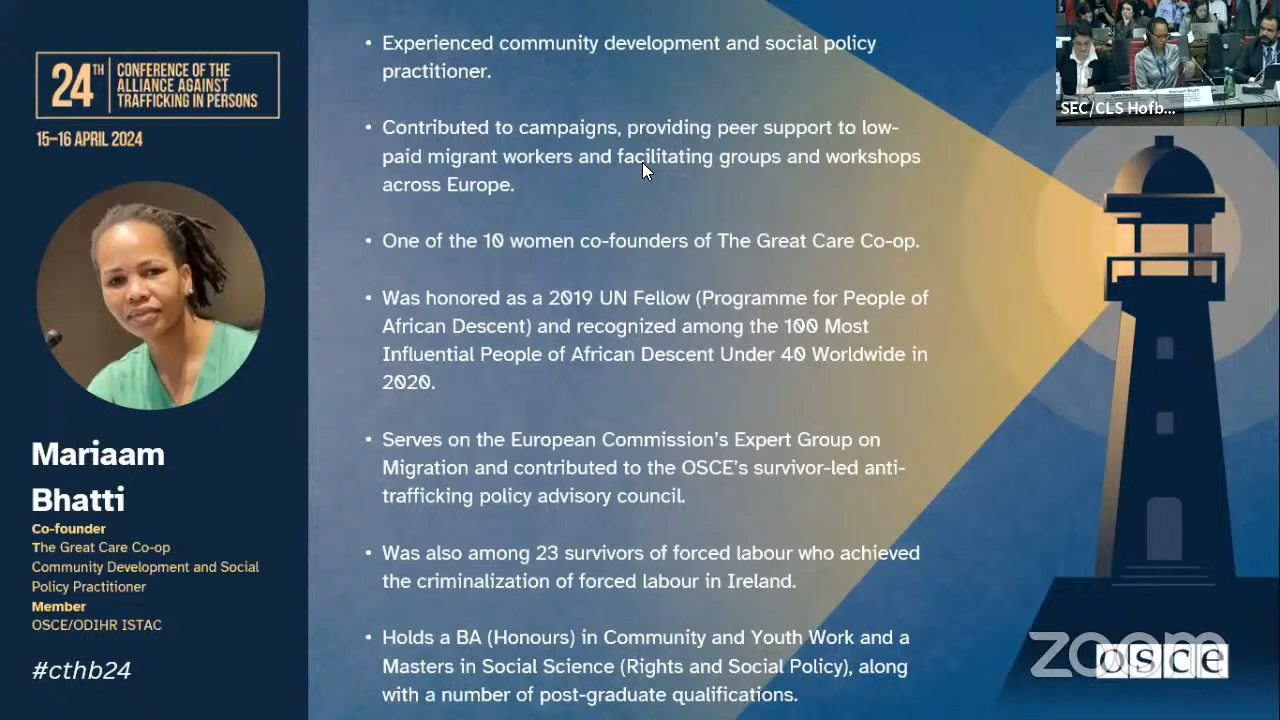 24TH
CONFERENCE OF THE
ALLIANCE AGAINST
TRAFFICKING IN PERSONS
15–16 APRIL 2024
Mariaam
Bhatti
Co-founder
The Great Care Co-op
Community Development and Social
Policy Practitioner
Member
OSCE/ODIHR ISTAC
#cthb24
• Experienced community development and social policy
practitioner.
• Contributed to campaigns, providing peer support to low-
paid migrant workers and facilitating groups and workshops
across Europe.
• One of the 10 women co-founders of The Great Care Co-op.
• Was honored as a 2019 UN Fellow (Programme for People of
African Descent) and recognized among the 100 Most
Influential People of African Descent Under 40 Worldwide in
2020.
• Serves on the European Commission’s Expert Group on
Migration and contributed to the OSCE’s survivor-led anti-
trafficking policy advisory council.
• Was also among 23 survivors of forced labour who achieved
the criminalization of forced labour in Ireland.
• Holds a BA (Honours) in Community and Youth Work and a
Masters in Social Science (Rights and Social Policy), along
with a number of post-graduate qualifications.
SEC/CLS Hofb...
zoom
osce